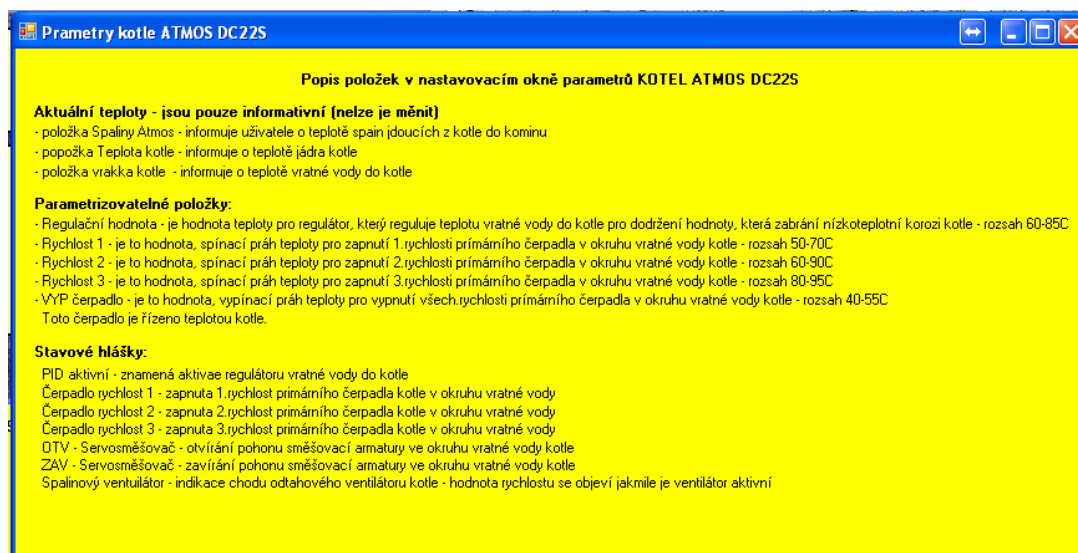 Prametry kotle ATMOS DC22S
Popis položek v nastavovacím okně parametrů KOTEL ATMOS DC22S
Aktuální teploty - jsou pouze informativní (nelze je měnit)
- položka Spaliny Atmos - informuje uživatele o teplotě spain jdoucích z kotle do kominu
- popožka Teplota kotle - informuje o teplotě jádra kotle
- položka vrakka kotle - informuje o teplotě vratné vody do kotle
Parametrizovatelné položky:
- Regulační hodnota - je hodnota teploty pro regulátor, který reguluje teplotu vratné vody do kotle pro dodržení hodnoty, která zabrání nízkoteplotní korozi kotle - rozsah 60-85C
- Rychlost 1 - je to hodnota, spínací práh teploty pro zapnutí 1.rychlosti prímárního čerpadla v okruhu vratné vody kotle - rozsah 50-70C
- Rychlost 2 - je to hodnota, spínací práh teploty pro zapnutí 2.rychlosti prímárního čerpadla v okruhu vratné vody kotle - rozsah 60-90C
- Rychlost 3 - je to hodnota, spínací práh teploty pro zapnutí 3.rychlosti prímárního čerpadla v okruhu vratné vody kotle - rozsah 80-95C
- VYP čerpadlo - je to hodnota, vypínací práh teploty pro vypnutí všech.rychlosti prímárního čerpadla v okruhu vratné vody kotle - rozsah 40-55C
Toto čerpadlo je řízeno teplotou kotle.
Stavové hlášky:
PID aktivní - znamená aktivae regulátoru vratné vody do kotle
Čerpadlo rychlost 1 - zapnuta 1.rychlost primárního čerpadla kotle v okruhu vratné vody
Čerpadlo rychlost 2 - zapnuta 2.rychlost primárního čerpadla kotle v okruhu vratné vody
Čerpadlo rychlost 3 - zapnuta 3.rychlost primárního čerpadla kotle v okruhu vratné vody
OTV - Servosměšovač - otvírání pohonu směšovací armatury ve okruhu vratné vody kotle
ZAV - Servosměšovač - zavírání pohonu směšovací armatury ve okruhu vratné vody kotle
Spalinový ventuilátor - indikace chodu odtahového ventilátoru kotle - hodnota rychlostu se objeví jakmile je ventilátor aktivní